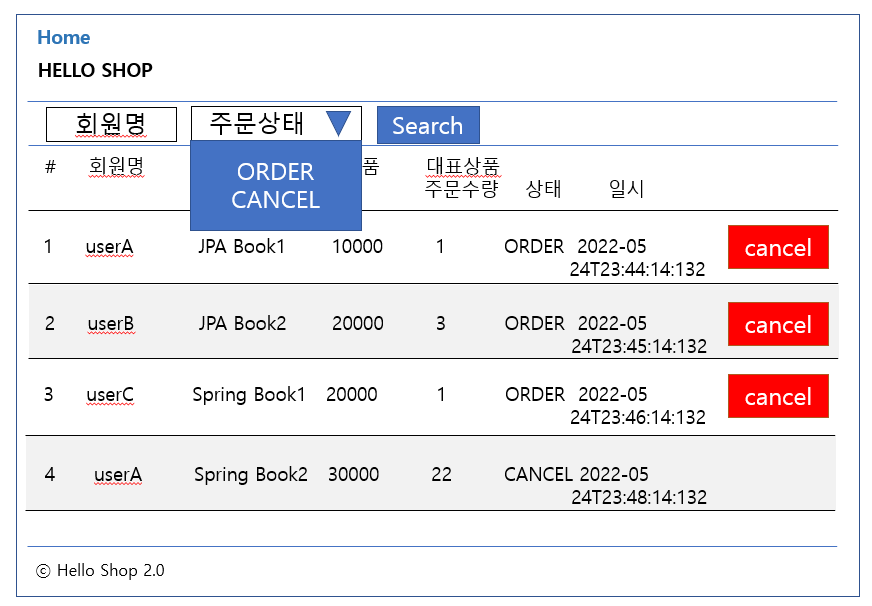 Home
HELLO SHOP
회원명 주문상태 Search
ORDER
CANCEL
# 회원명 품 대표상품
주문수량 상태 일시
1 userA JPA Book1 10000 1 ORDER 2022-05
24T23:44:14:132
cancel
2 userB JPA Book2 20000 3 ORDER 2022-05
24T23:45:14:132
cancel
3 userC Spring Book1 20000 1 ORDER 2022-05
24T23:46:14:132
cancel
4 userA Spring Book2 30000 22 CANCEL 2022-05
24T23:48:14:132
ⓒ Hello Shop 2.0